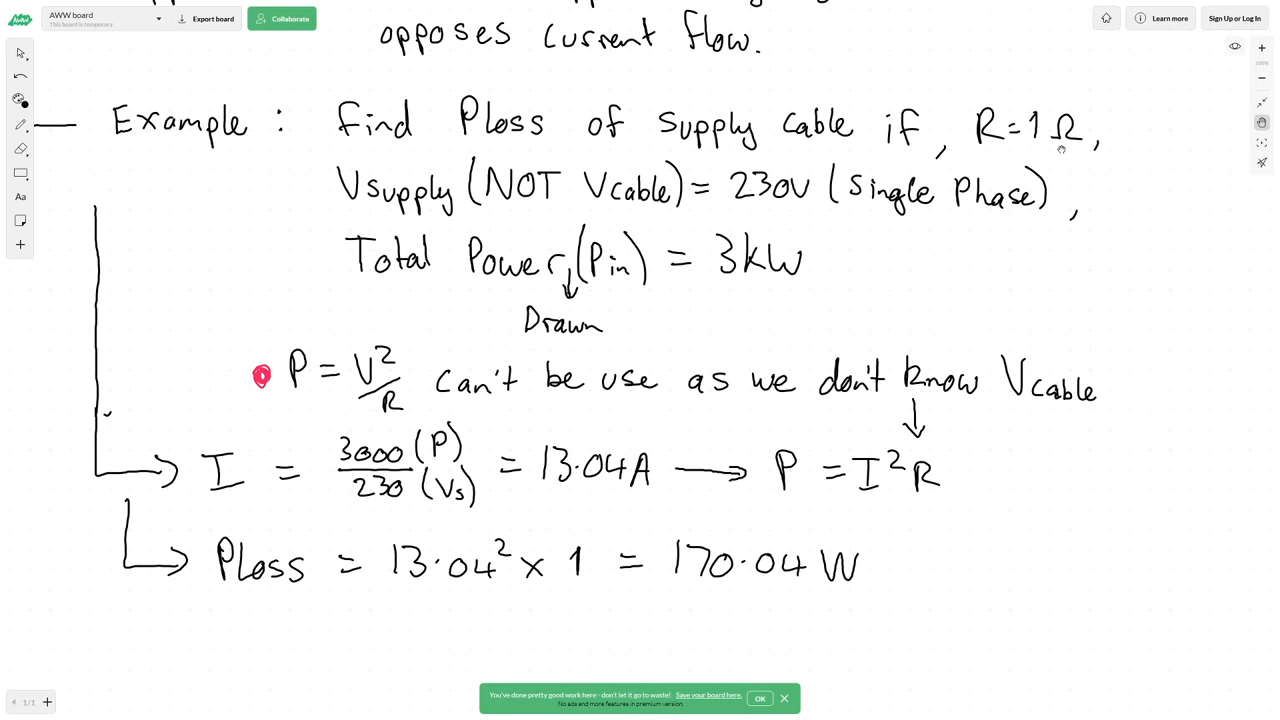 AWW board
This board is temporary
Export board
Collaborate
Learn more
Sign Up or Log In
opposes current flow.
100%
Example : find Ploss of supply cable if, R=1Ω,
Vsupply (NOT Vcable) = 230V (single Phase),
Total Power (Pin) = 3kW
Drawn
P = V²/R can't be use as we don't know Vcable
I = 3000 (P) / 230 (Vs) = 13.04A → P = I²R
Ploss = 13.04² x 1 = 170.04 W
Aa
1/1
You've done pretty good work here - don't let it go to waste! Save your board here.
No ads and more features in premium version.
OK